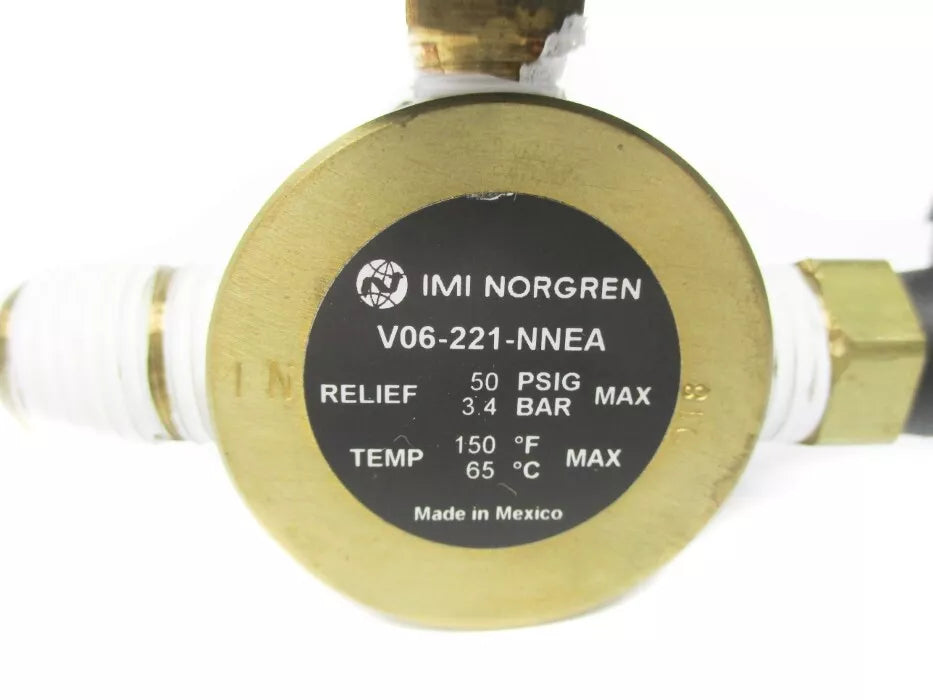 IMI NORGREN
V06-221-NNEA
RELIEF 50 PSIG MAX
3.4 BAR
TEMP 150 °F MAX
65 °C
Made in Mexico
IN